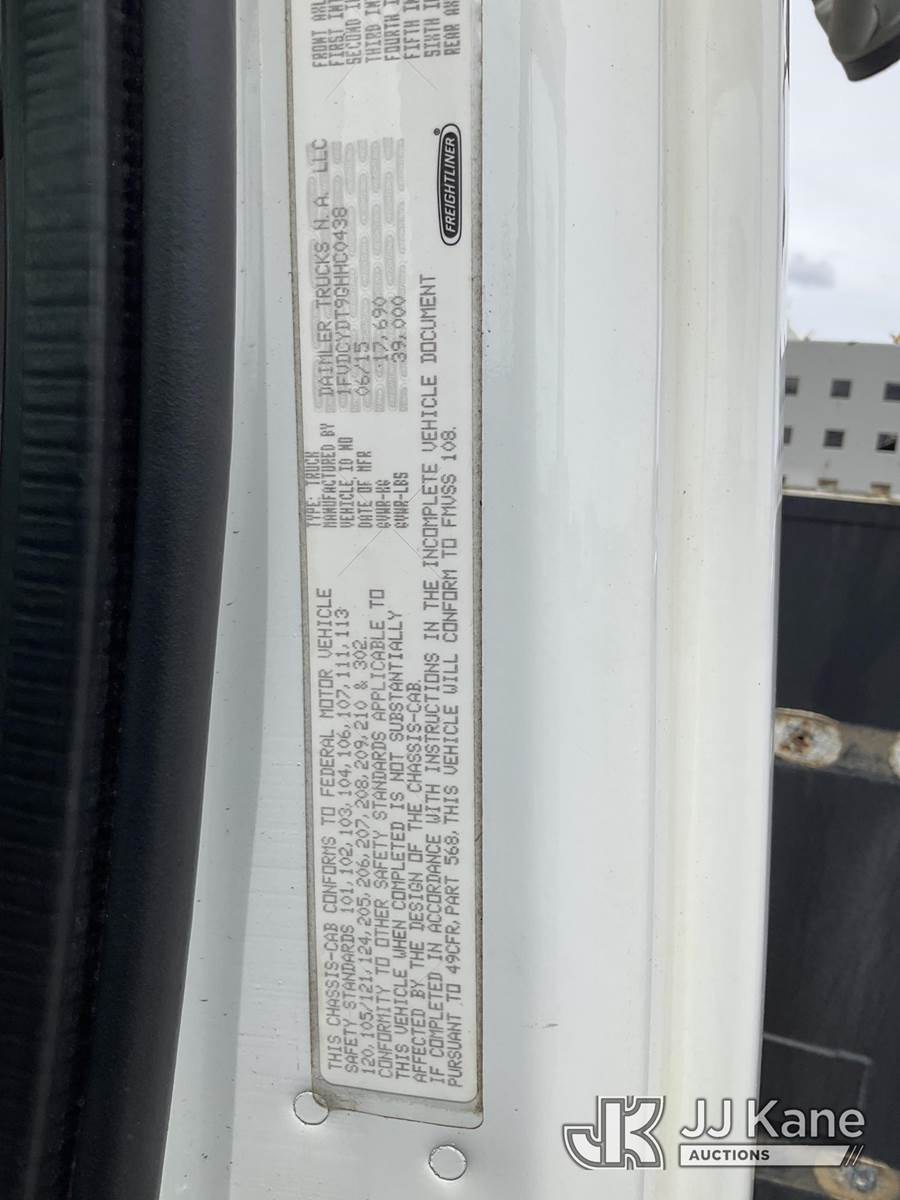 THIS CHASSIS-CAB CONFORMS TO FEDERAL MOTOR VEHICLE
SAFETY STANDARDS 101, 102, 103, 104, 106, 107, 111, 113
120, 105/121, 124, 205, 206, 207, 208, 209, 210 & 302.
CONFORMITY TO OTHER SAFETY STANDARDS APPLICABLE TO
THIS VEHICLE WHEN COMPLETED IS NOT SUBSTANTIALLY
AFFECTED BY THE DESIGN OF THE CHASSIS-CAB.
IF COMPLETED IN ACCORDANCE WITH INSTRUCTIONS IN THE INCOMPLETE VEHICLE DOCUMENT
PURSUANT TO 49CFR, PART 568, THIS VEHICLE WILL CONFORM TO FMVSS 108.
TYPE: TRUCK
MANUFACTURED BY DAIMLER TRUCKS N.A. LLC
VEHICLE ID NO 1FVDCYDT9GHHC0438
DATE OF MFR 06/15
GVWR-KG 17,690
GVWR-LBS 39,000
FREIGHTLINER®
FRONT
FIRST
SECOND
THIRD
FOURTH
FIFTH
SIXTH
REAR
JK JJ Kane
AUCTIONS